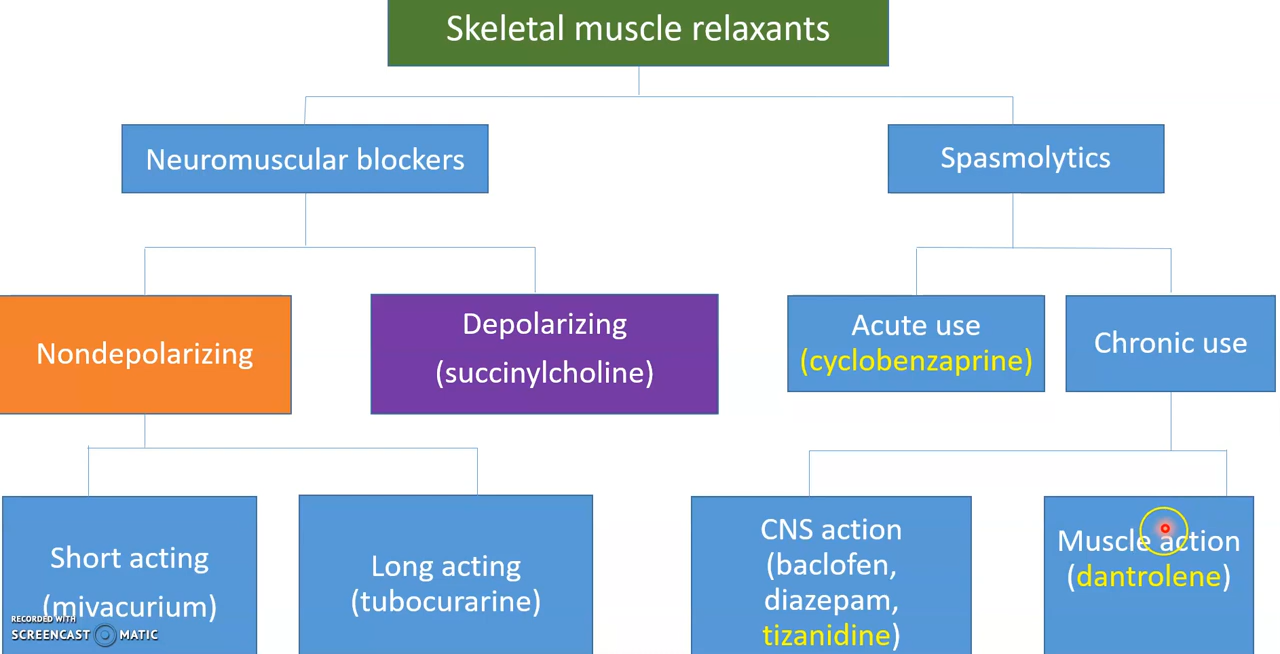 Skeletal muscle relaxants
Neuromuscular blockers
Spasmolytics
Nondepolarizing
Depolarizing
(succinylcholine)
Acute use
(cyclobenzaprine)
Chronic use
Short acting
(mivacurium)
Long acting
(tubocurarine)
CNS action
(baclofen,
diazepam,
tizanidine)
Muscle action
(dantrolene)
RECORDED WITH
SCREENCAST MATIC